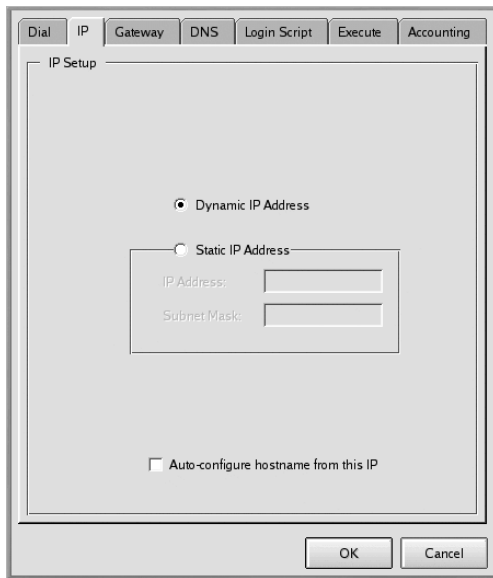 Dial IP Gateway DNS Login Script Execute Accounting
IP Setup
Dynamic IP Address
Static IP Address
IP Address:
Subnet Mask:
Auto-configure hostname from this IP
OK Cancel